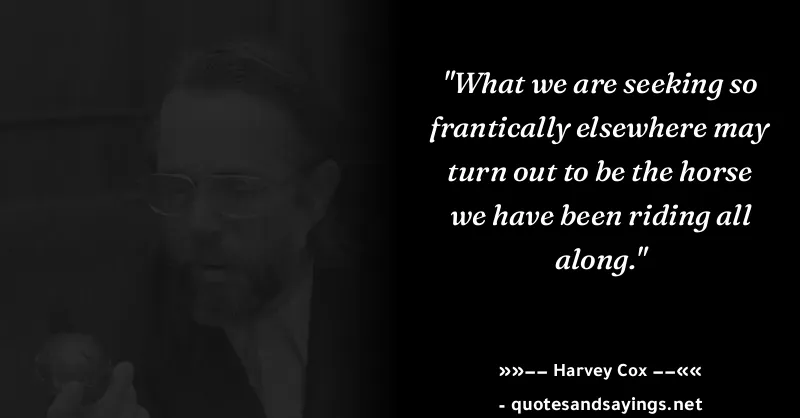 "What we are seeking so
frantically elsewhere may
turn out to be the horse
we have been riding all
along."
»»−− Harvey Cox −−««
- quotesandsayings.net